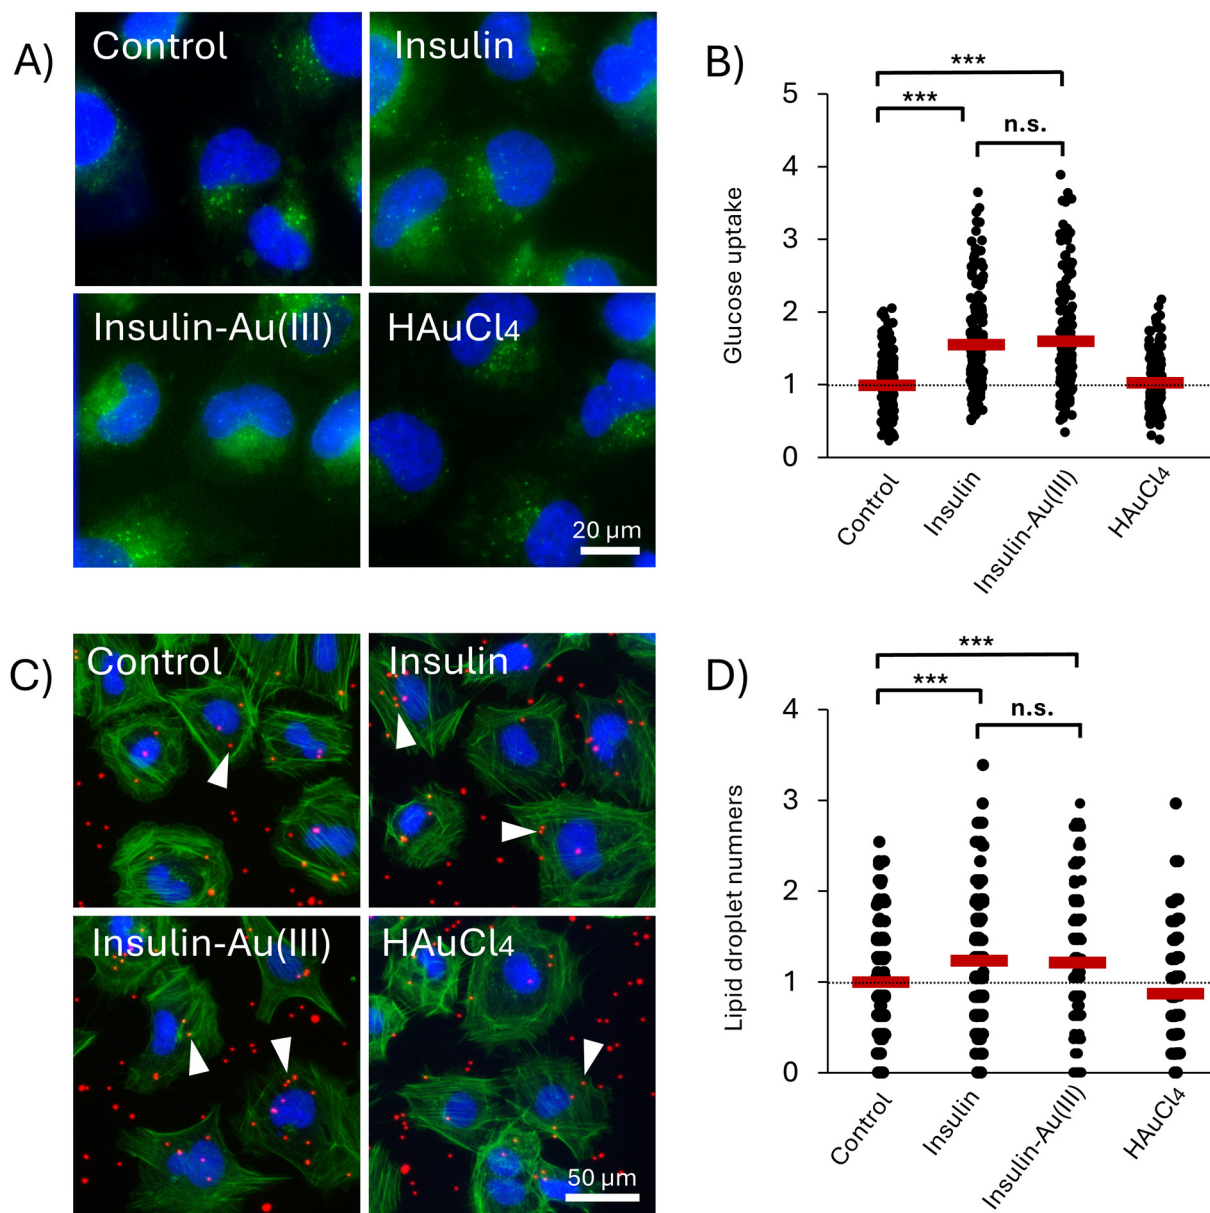 A)
Control
Insulin
Insulin-Au(III)
HAuCl4
20 µm
B)
***
***
n.s.
Glucose uptake
5
4
3
2
1
0
Control
Insulin
Insulin-Au(III)
HAuCl4
C)
Control
Insulin
Insulin-Au(III)
HAuCl4
50 µm
D)
***
***
n.s.
Lipid droplet numners
4
3
2
1
0
Control
Insulin
Insulin-Au(III)
HAuCl4